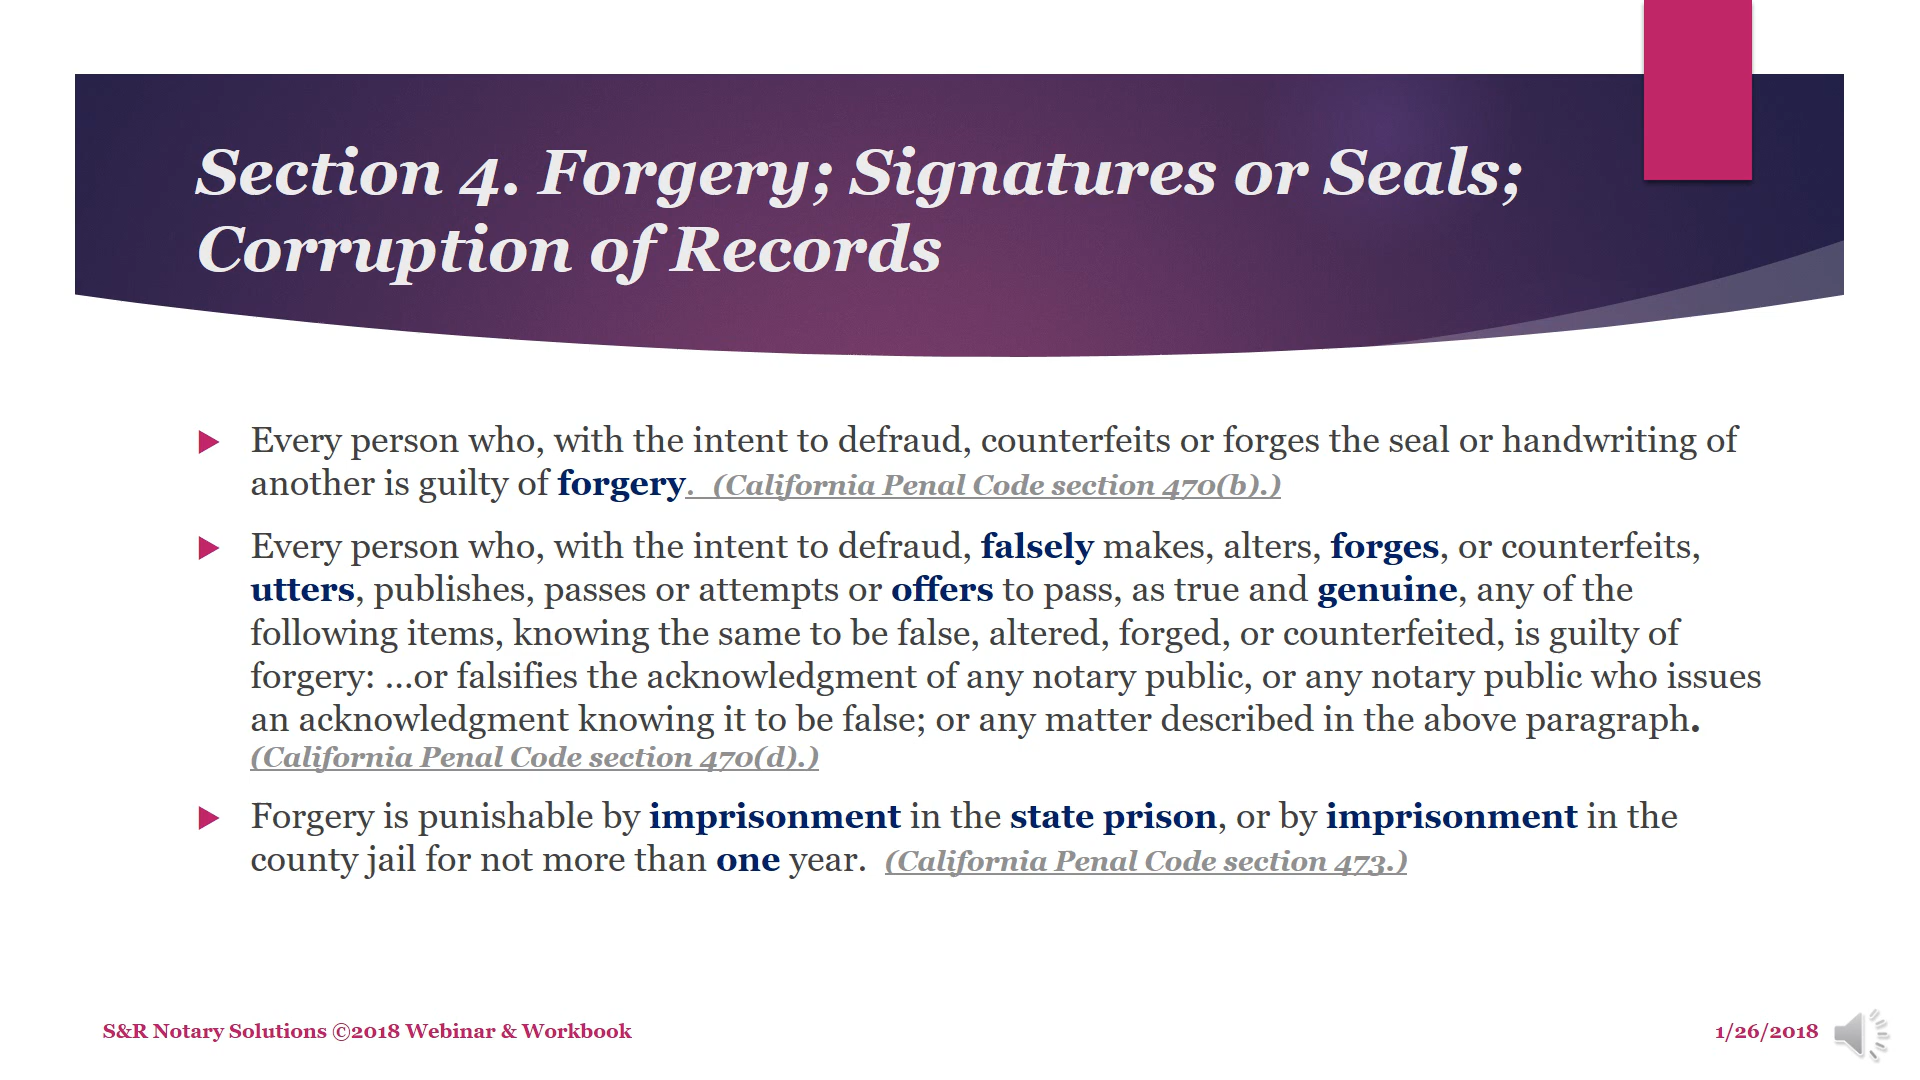 Section 4. Forgery; Signatures or Seals;
Corruption of Records
Every person who, with the intent to defraud, counterfeits or forges the seal or handwriting of
another is guilty of forgery.  (California Penal Code section 470(b).)
Every person who, with the intent to defraud, falsely makes, alters, forges, or counterfeits,
utters, publishes, passes or attempts or offers to pass, as true and genuine, any of the
following items, knowing the same to be false, altered, forged, or counterfeited, is guilty of
forgery: …or falsifies the acknowledgment of any notary public, or any notary public who issues
an acknowledgment knowing it to be false; or any matter described in the above paragraph.
(California Penal Code section 470(d).)
Forgery is punishable by imprisonment in the state prison, or by imprisonment in the
county jail for not more than one year.  (California Penal Code section 473.)
S&R Notary Solutions ©2018 Webinar & Workbook
1/26/2018